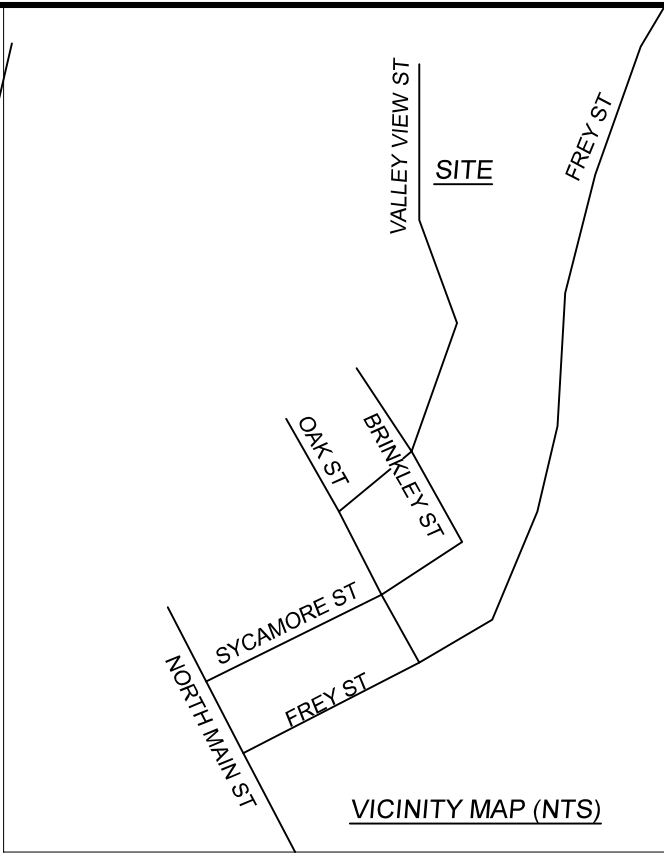 VALLEY VIEW ST
SITE
FREY ST
OAK ST
BRINKLEY ST
SYCAMORE ST
NORTH MAIN ST
FREY ST
VICINITY MAP (NTS)